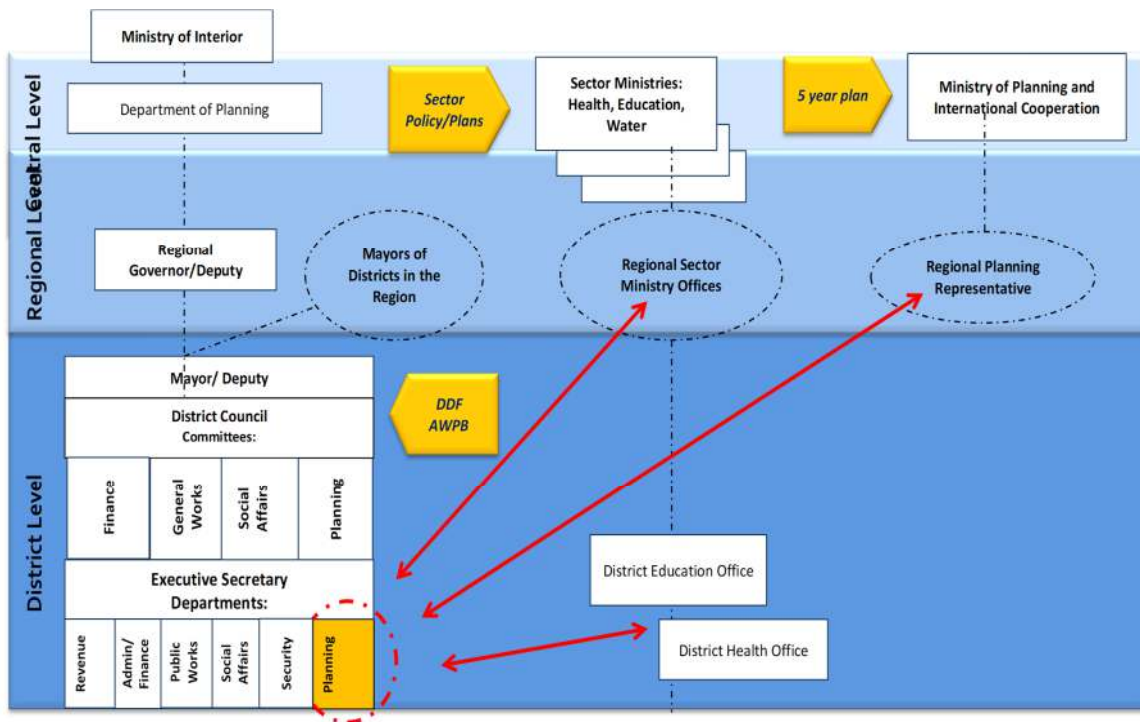 Ministry of Interior
Department of Planning
Sector
Policy/Plans
Sector Ministries:
Health, Education,
Water
5 year plan
Ministry of Planning and
International Cooperation
Central Level
Regional Level
Regional
Governor/Deputy
Mayors of
Districts in the
Region
Regional Sector
Ministry Offices
Regional Planning
Representative
District Level
Mayor/ Deputy
District Council
Committees:
Finance
General
Works
Social
Affairs
Planning
DDF
AWPB
Executive Secretary
Departments:
Revenue
Admin/
Finance
Public
Works
Social
Affairs
Security
Planning
District Education Office
District Health Office